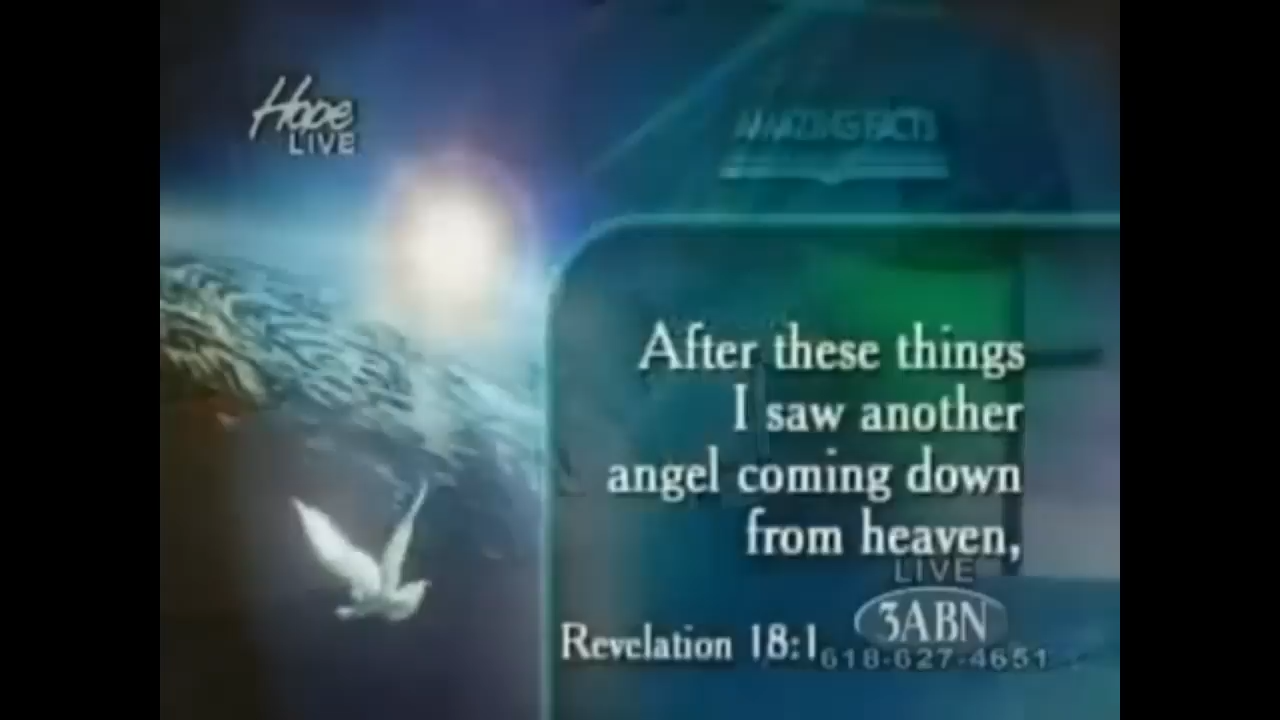 Hope
LIVE
AMAZING FACTS
After these things
I saw another
angel coming down
from heaven,
LIVE
3ABN
Revelation 18:1
618-627-4651